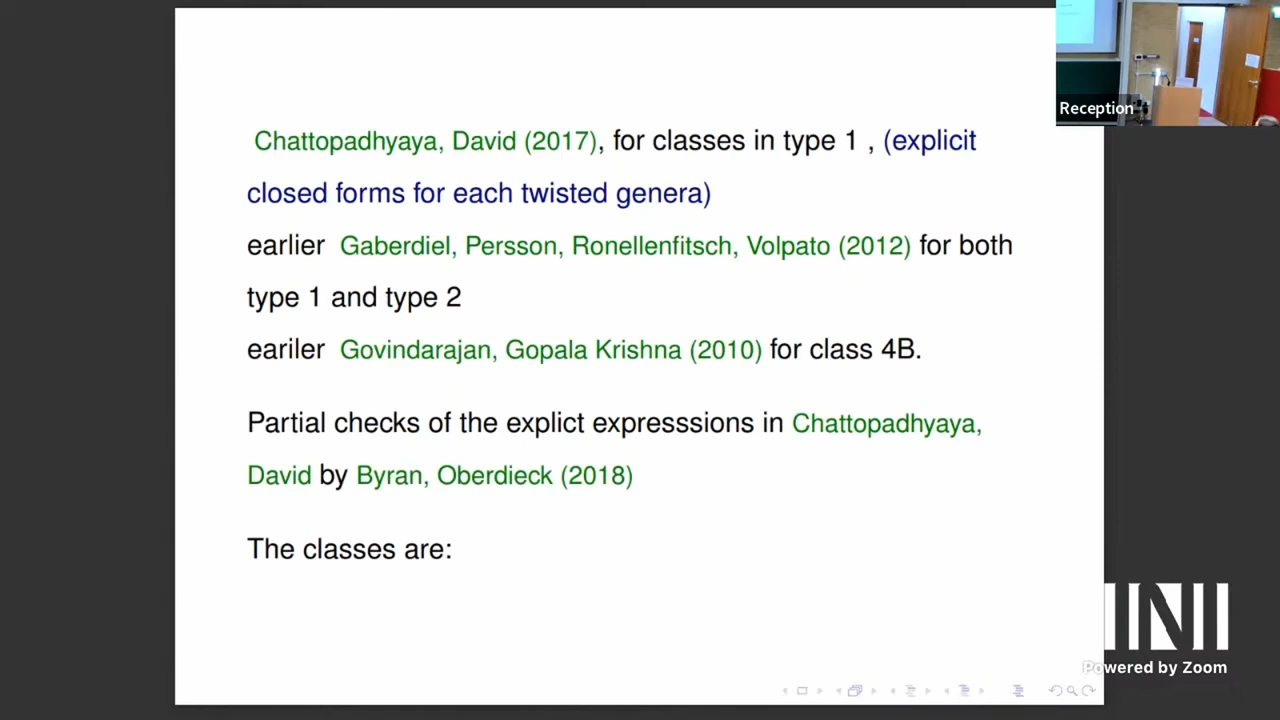 Chattopadhyaya, David (2017), for classes in type 1 , (explicit
closed forms for each twisted genera)
earlier Gaberdiel, Persson, Ronellenfitsch, Volpato (2012) for both
type 1 and type 2
eariler Govindarajan, Gopala Krishna (2010) for class 4B.
Partial checks of the explict expresssions in Chattopadhyaya,
David by Byran, Oberdieck (2018)
The classes are:
Reception
INI
Powered by Zoom